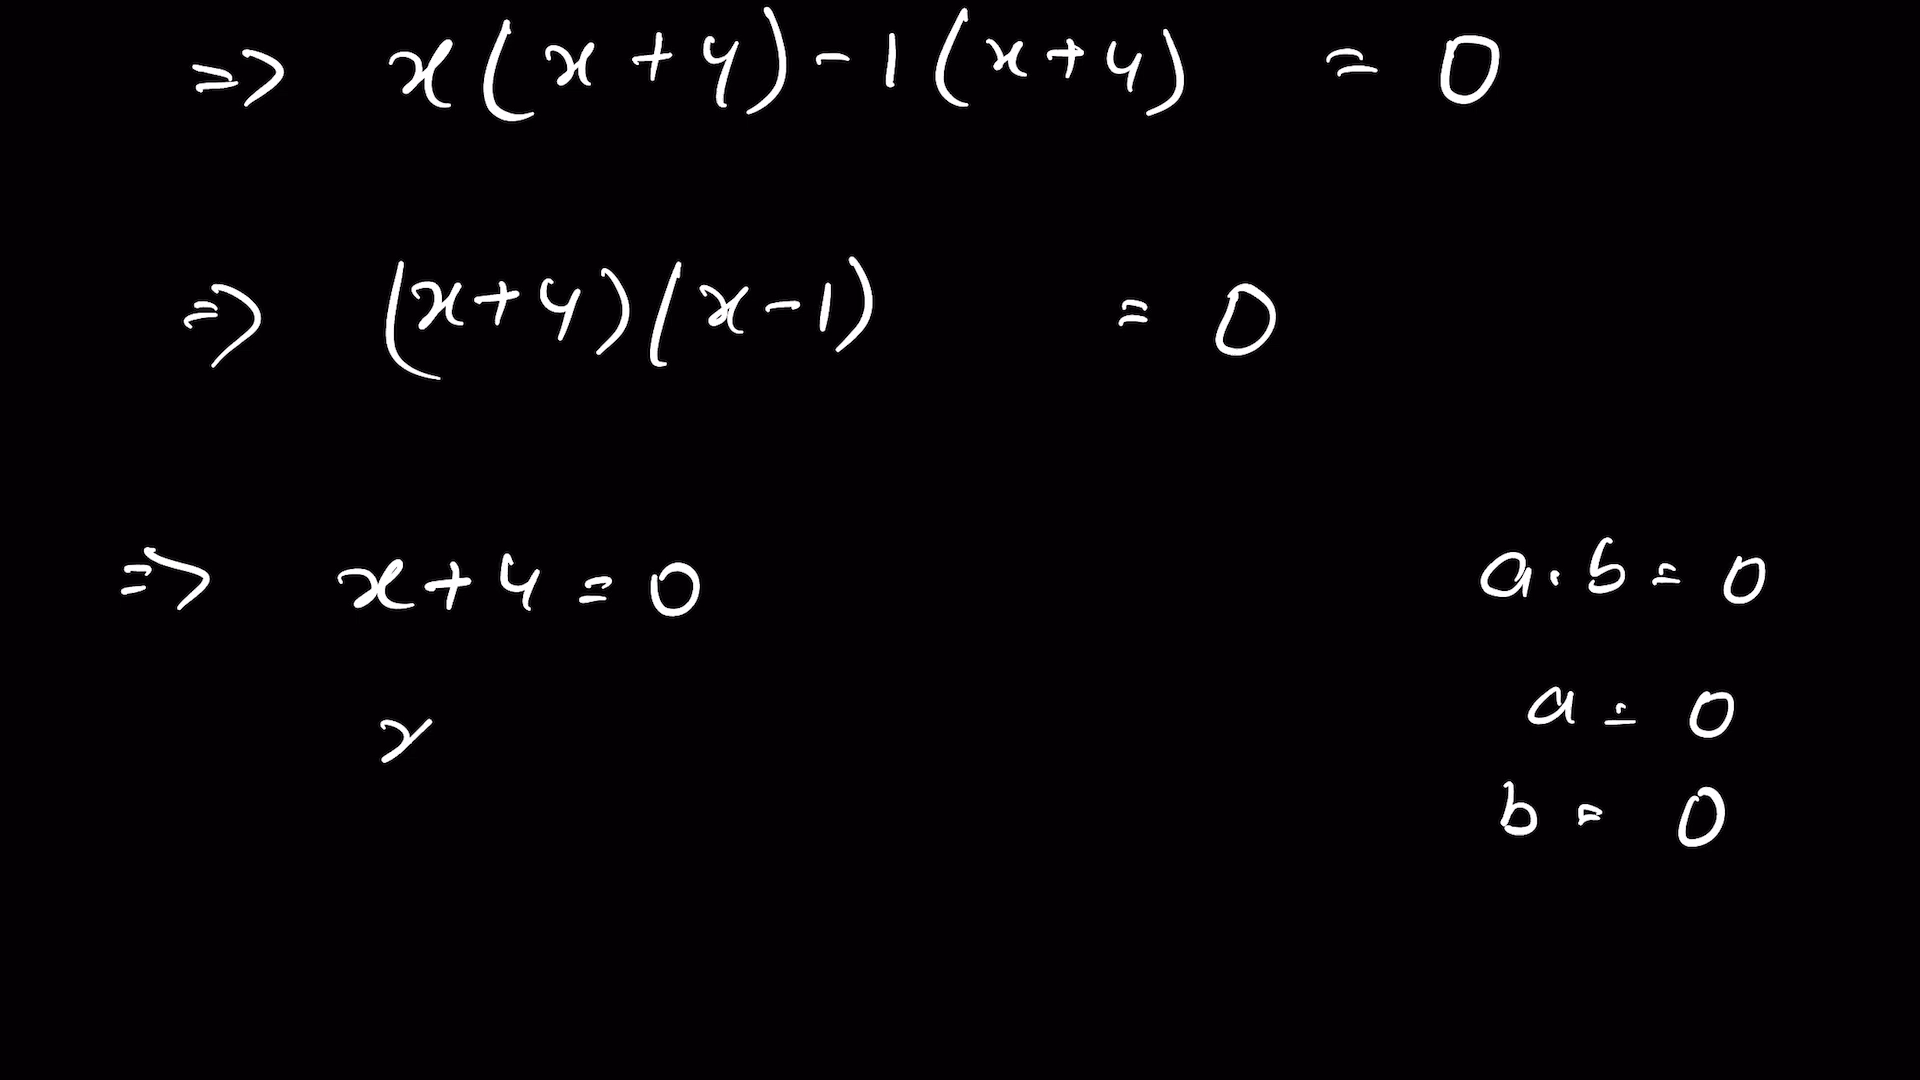 => x(x+4)-1(x+4) = 0
=> (x+4)(x-1) = 0
=> x+4=0
x
a.b=0
a=0
b=0